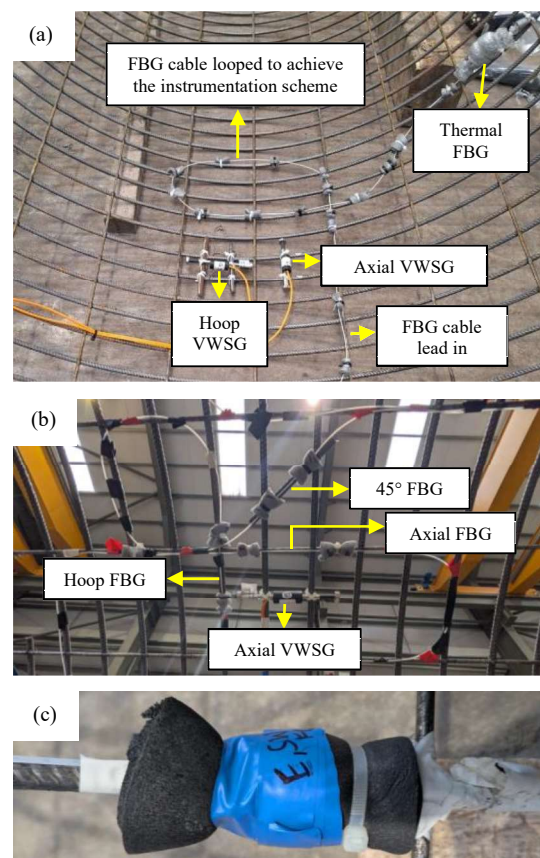 (a)
FBG cable looped to achieve
the instrumentation scheme
Thermal
FBG
Axial VWSG
Hoop
VWSG
FBG cable
lead in
(b)
45° FBG
Axial FBG
Hoop FBG
Axial VWSG
(c)